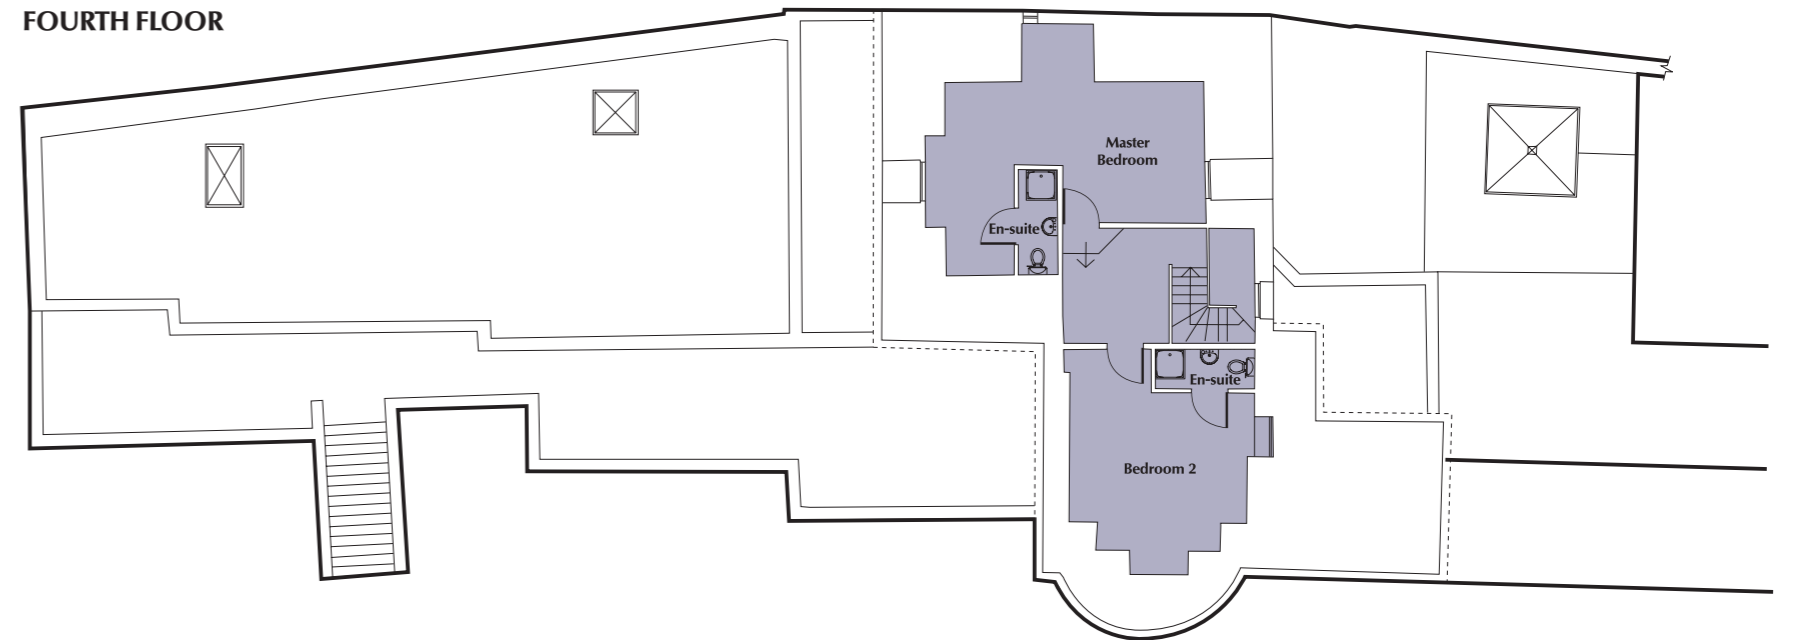 FOURTH FLOOR
Master
Bedroom
En-suite
En-suite
Bedroom 2